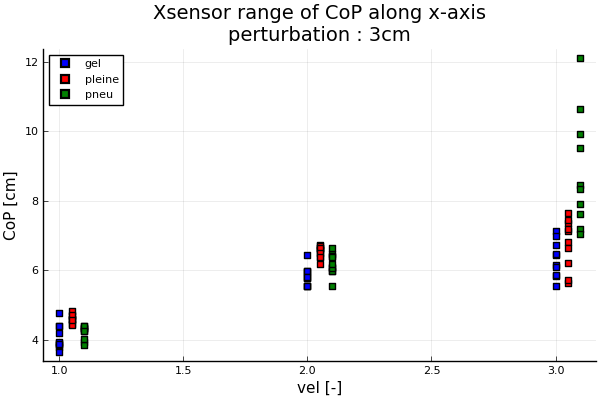 Xsensor range of CoP along x-axis
perturbation : 3cm
gel
pleine
pneu
CoP [cm]
12
10
8
6
4
1.0
1.5
2.0
2.5
3.0
vel [-]